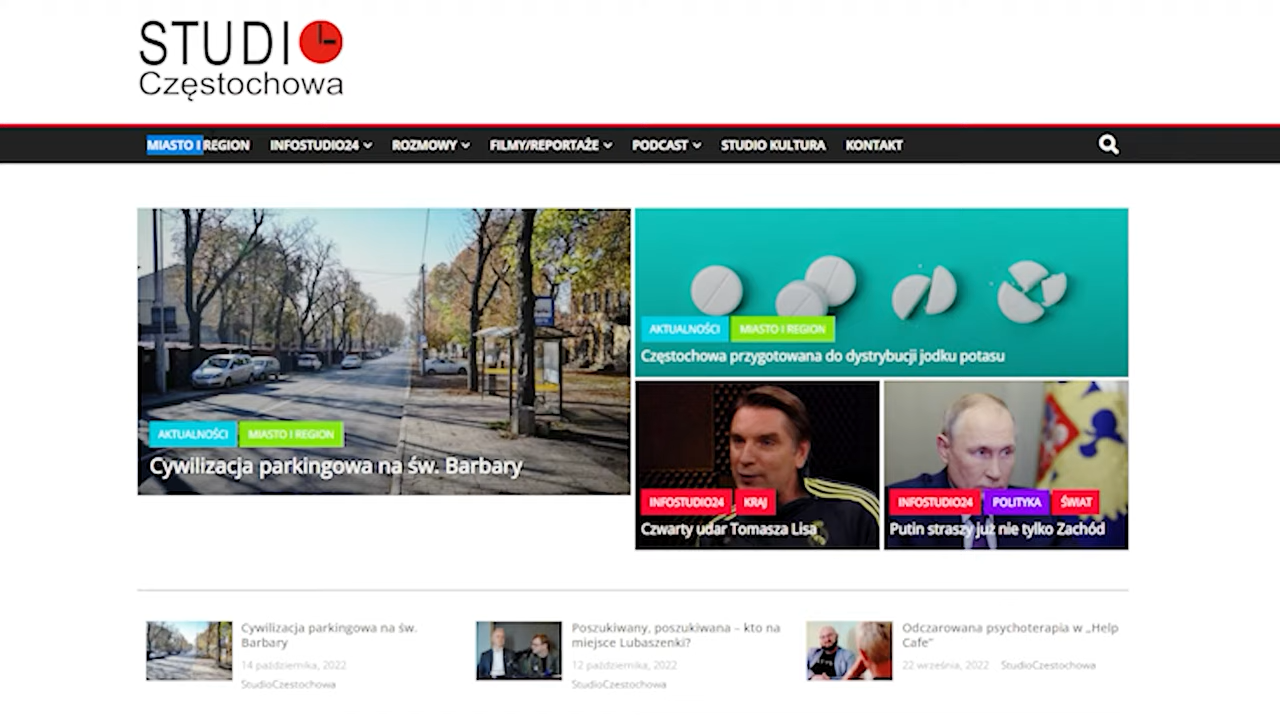 STUDIO
Częstochowa
MIASTO I REGION INFOSTUDIO24 ROZMOWY FILMY/REPORTAŻE PODCAST STUDIO KULTURA KONTAKT
AKTUALNOŚCI MIASTO I REGION
Cywilizacja parkingowa na św. Barbary
AKTUALNOŚCI MIASTO I REGION
Częstochowa przygotowana do dystrybucji jodku potasu
INFOSTUDIO24 KRAJ
Czwarty udar Tomasza Lisa
INFOSTUDIO24 POLITYKA ŚWIAT
Putin straszy już nie tylko Zachód
Cywilizacja parkingowa na św.
Barbary
14 października, 2022
StudioCzestochowa
Poszukiwany, poszukiwana – kto na
miejsce Lubaszenki?
12 października, 2022
StudioCzestochowa
Odczarowana psychoterapia w „Help
Cafe”
22 września, 2022 StudioCzestochowa